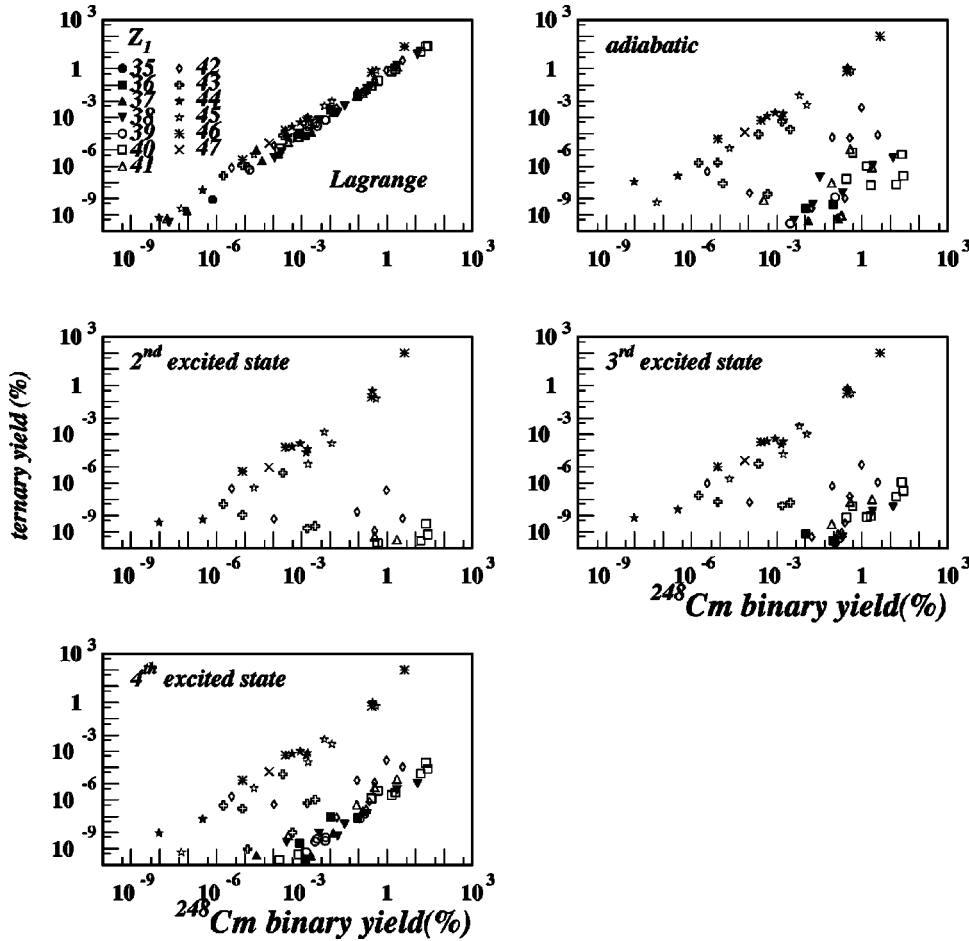 10 3
1
10 -3
10 -6
10 -9
Z1
35
36
37
38
39
40
41
42
43
44
45
46
47
Lagrange
10 -9 10 -6 10 -3 1 10 3
10 3
1
10 -3
10 -6
10 -9
adiabatic
10 -9 10 -6 10 -3 1 10 3
ternary yield (%)
10 3
1
10 -3
10 -6
10 -9
2nd excited state
10 -9 10 -6 10 -3 1 10 3
10 3
1
10 -3
10 -6
10 -9
3rd excited state
10 -9 10 -6 10 -3 1 10 3
248Cm binary yield(%)
10 3
1
10 -3
10 -6
10 -9
4th excited state
10 -9 10 -6 10 -3 1 10 3
248Cm binary yield(%)